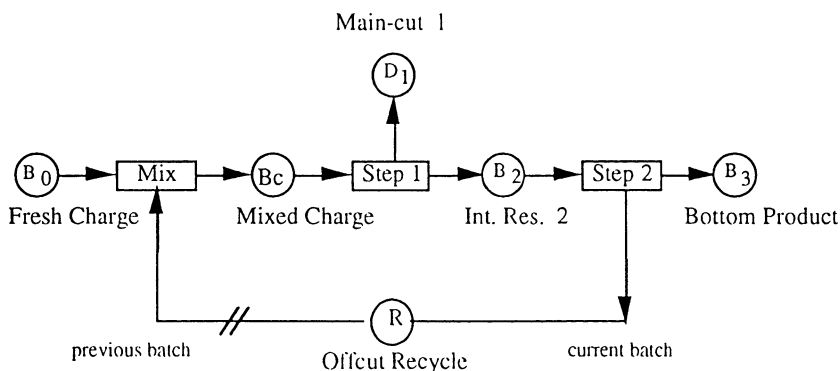 Main-cut 1
D1
B0
Mix
Bc
Step 1
B2
Step 2
B3
Fresh Charge
Mixed Charge
Int. Res. 2
Bottom Product
R
previous batch
Offcut Recycle
current batch